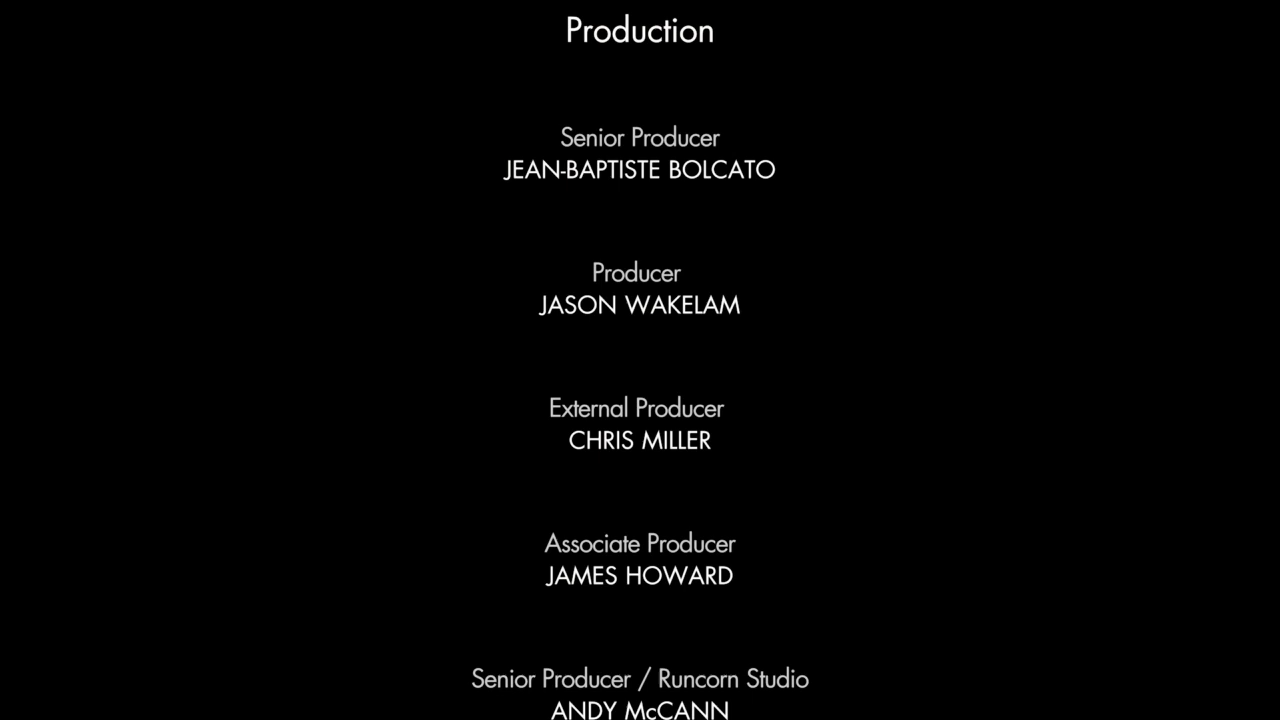 Production
Senior Producer
JEAN-BAPTISTE BOLCATO
Producer
JASON WAKELAM
External Producer
CHRIS MILLER
Associate Producer
JAMES HOWARD
Senior Producer / Runcorn Studio
ANDY McCANN